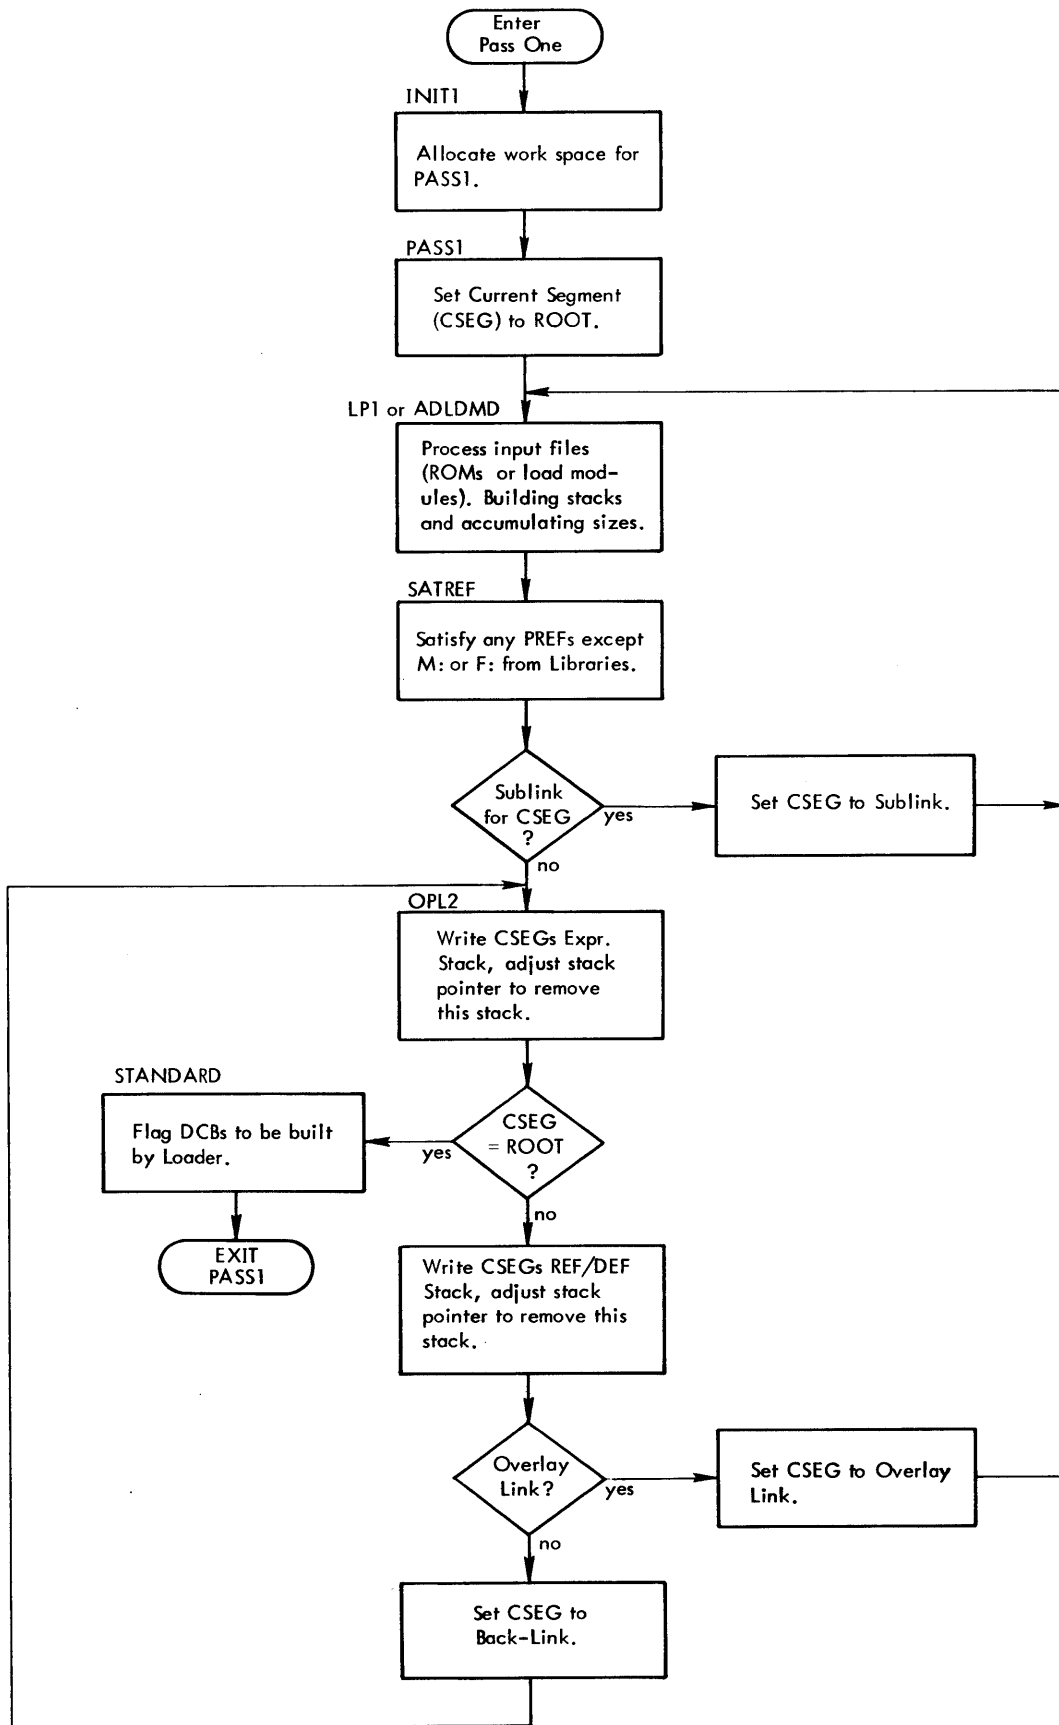 Enter
Pass One
INIT1
Allocate work space for
PASS1.
PASS1
Set Current Segment
(CSEG) to ROOT.
LP1 or ADLDMD
Process input files
(ROMs or load mod-
ules). Building stacks
and accumulating sizes.
SATREF
Satisfy any PREFs except
M: or F: from Libraries.
Sublink
for CSEG
?
yes
Set CSEG to Sublink.
no
OPL2
Write CSEGs Expr.
Stack, adjust stack
pointer to remove
this stack.
STANDARD
Flag DCBs to be built
by Loader.
yes
CSEG
= ROOT
?
no
EXIT
PASS1
Write CSEGs REF/DEF
Stack, adjust stack
pointer to remove this
stack.
Overlay
Link?
yes
Set CSEG to Overlay
Link.
no
Set CSEG to
Back-Link.